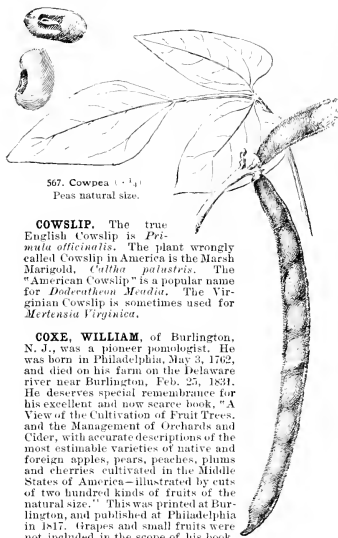 567. Cowpea (× ¼)
Peas natural size.
COWSLIP. The true
English Cowslip is Pri-
mula officinalis. The plant wrongly
called Cowslip in America is the Marsh
Marigold, Caltha palustris. The
"American Cowslip" is a popular name
for Dodecatheon Meadia. The Vir-
ginian Cowslip is sometimes used for
Mertensia Virginica.
COXE, WILLIAM, of Burlington,
N. J., was a pioneer pomologist. He
was born in Philadelphia, May 3, 1762,
and died on his farm on the Delaware
river near Burlington, Feb. 25, 1831.
He deserves special remembrance for
his excellent and now scarce book, "A
View of the Cultivation of Fruit Trees,
and the Management of Orchards and
Cider, with accurate descriptions of the
most estimable varieties of native and
foreign apples, pears, peaches, plums
and cherries cultivated in the Middle
States of America—illustrated by cuts
of two hundred kinds of fruits of the
natural size." This was printed at Bur-
lington, and published at Philadelphia
in 1817. Grapes and small fruits were
not included in the scope of his book